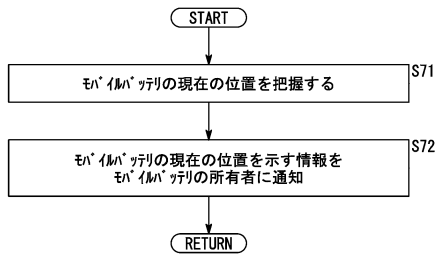 START
S71
ﾓﾊﾞｲﾙﾊﾞｯﾃﾘの現在の位置を把握する
S72
ﾓﾊﾞｲﾙﾊﾞｯﾃﾘの現在の位置を示す情報を
ﾓﾊﾞｲﾙﾊﾞｯﾃﾘの所有者に通知
RETURN